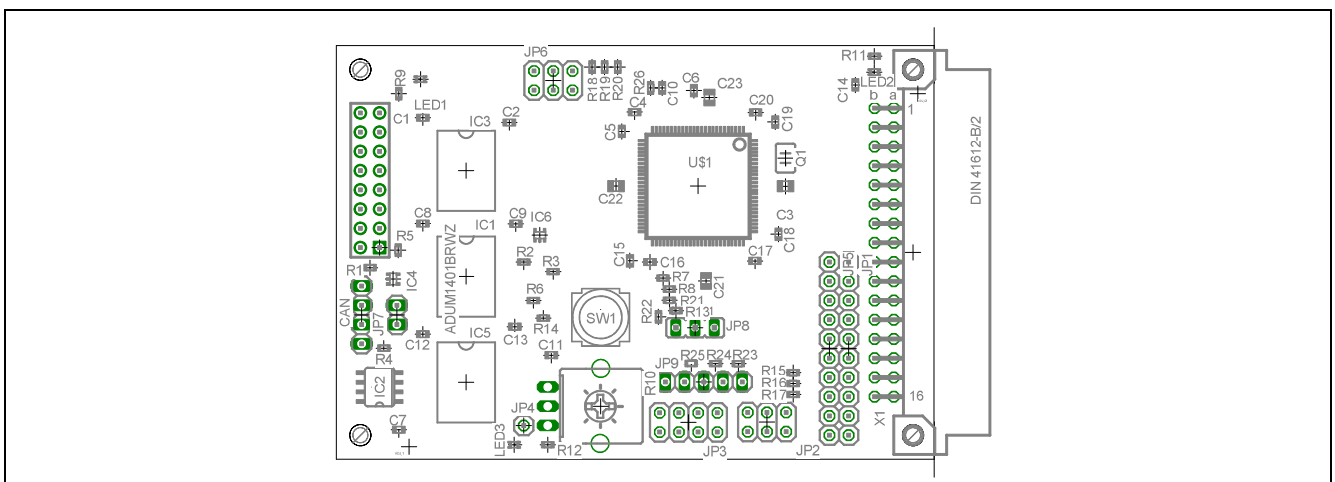 JP6
R9
LED1
C1
C2
IC3
R18
R19
R20
R26
C10
C6
C23
C4
C5
C20
C19
R11
C14
LED2
b a
1
U$1
Q1
C22
C3
C18
DIN 41612-B/2
C8
C9
IC1
IC6
R5
R1
IC4
R2
R3
C15
C16
R7
R8
R21
R13
C21
C17
JP5
JP1
CAN
JP7
ADUM1401BRWZ
R6
R14
SW1
R22
JP8
C12
IC5
C13
C11
R4
IC2
R10
JP9
R25
R24
R23
R15
R16
R17
16
C7
JP4
LED3
R12
JP3
JP2
X1